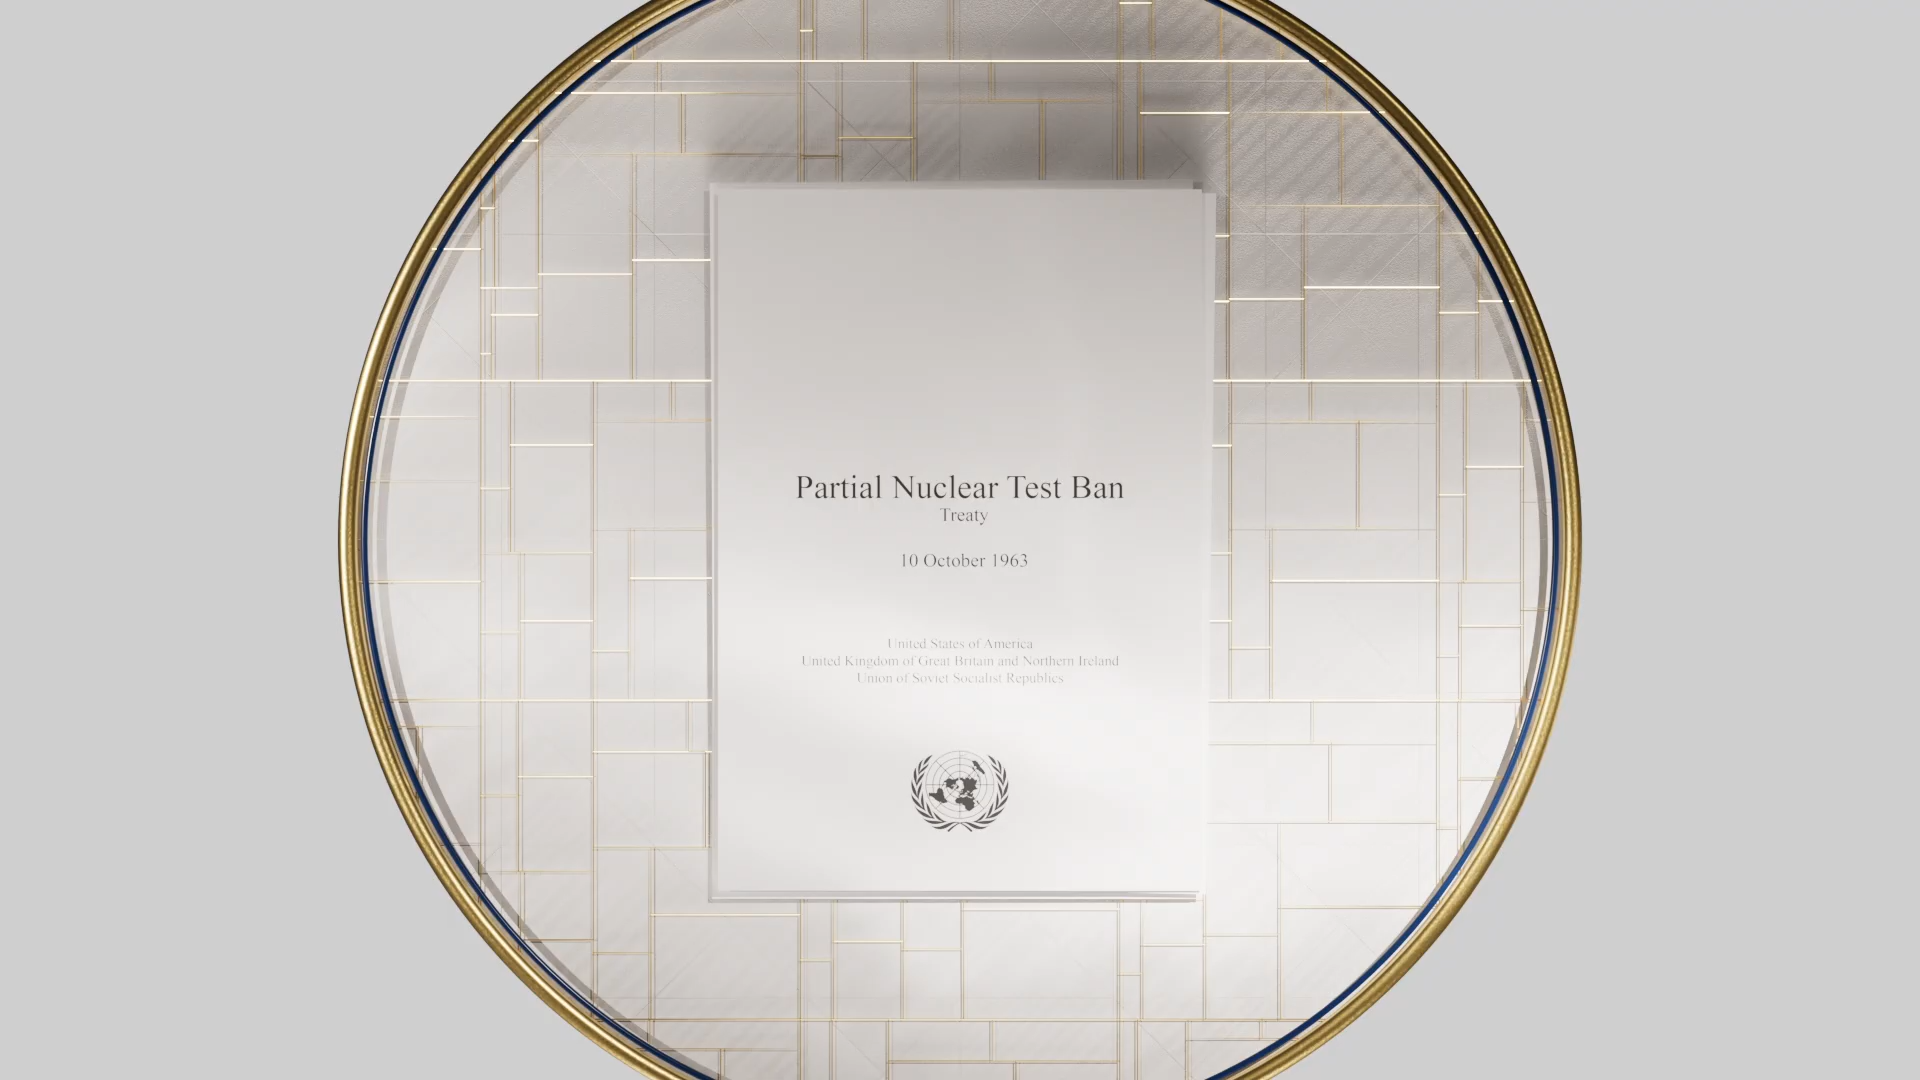 Partial Nuclear Test Ban
Treaty
10 October 1963
United States of America
United Kingdom of Great Britain and Northern Ireland
Union of Soviet Socialist Republics